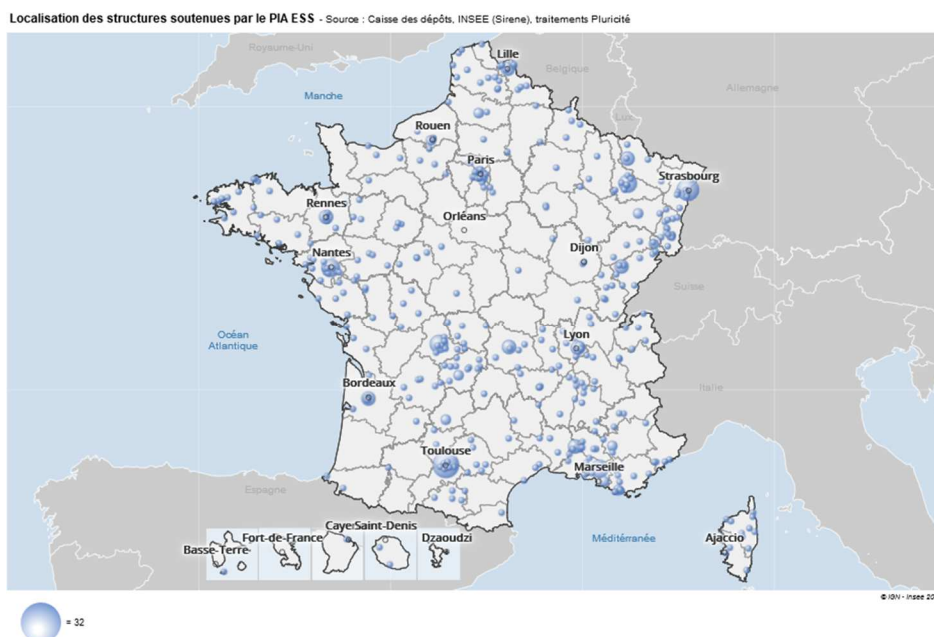 Localisation des structures soutenues par le PIA ESS - Source : Caisse des dépôts, INSEE (Sirene), traitements Pluricité
Royaume-Uni
Lille
Belgique
Allemagne
Manche
Lux
Rouen
Paris
Strasbourg
Rennes
Orléans
Nantes
Dijon
Suisse
Océan
Atlantique
Lyon
Bordeaux
Italie
Toulouse
Marseille
Espagne
Basse-Terre
Fort-de-France
Caye
Saint-Denis
Dzaoudzi
Méditérranée
Ajaccio
© IGN - Insee 20
= 32